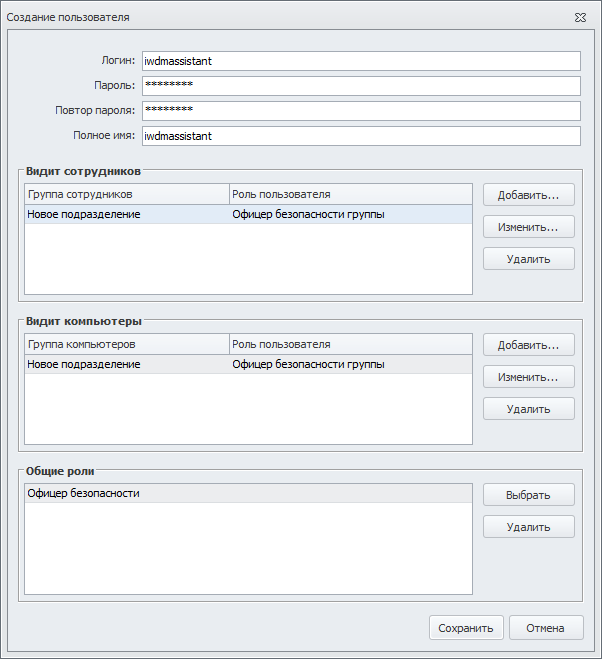 Создание пользователя
Логин: iwdmassistant
Пароль: ********
Повтор пароля: ********
Полное имя: iwdmassistant
Видит сотрудников
Группа сотрудников Роль пользователя
Новое подразделение Офицер безопасности группы
Добавить...
Изменить...
Удалить
Видит компьютеры
Группа компьютеров Роль пользователя
Новое подразделение Офицер безопасности группы
Добавить...
Изменить...
Удалить
Общие роли
Офицер безопасности
Выбрать
Удалить
Сохранить Отмена